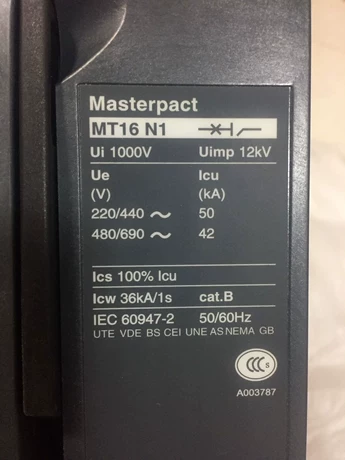 Masterpact
MT16 N1
Ui 1000V Uimp 12kV
Ue Icu
(V) (kA)
220/440 ~ 50
480/690 ~ 42
Ics 100% Icu
Icw 36kA/1s cat.B
IEC 60947-2 50/60Hz
UTE VDE BS CEI UNE AS NEMA GB
CCC S
A003787